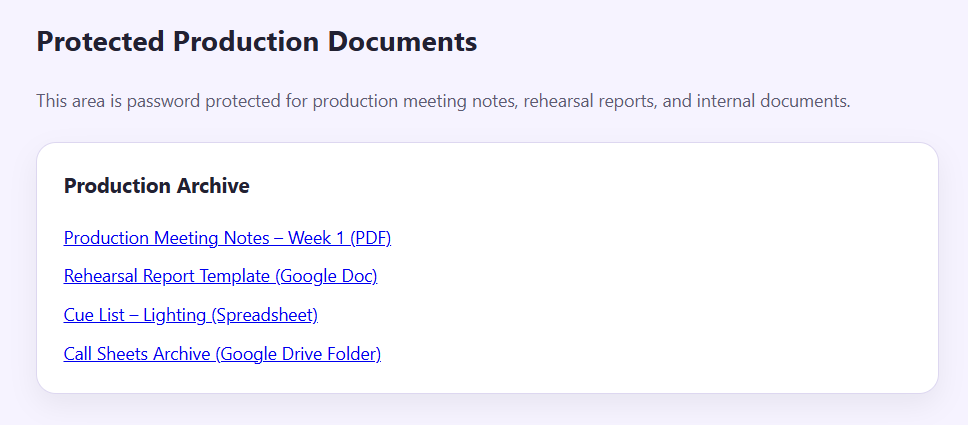 Protected Production Documents
This area is password protected for production meeting notes, rehearsal reports, and internal documents.
Production Archive
Production Meeting Notes – Week 1 (PDF)
Rehearsal Report Template (Google Doc)
Cue List – Lighting (Spreadsheet)
Call Sheets Archive (Google Drive Folder)